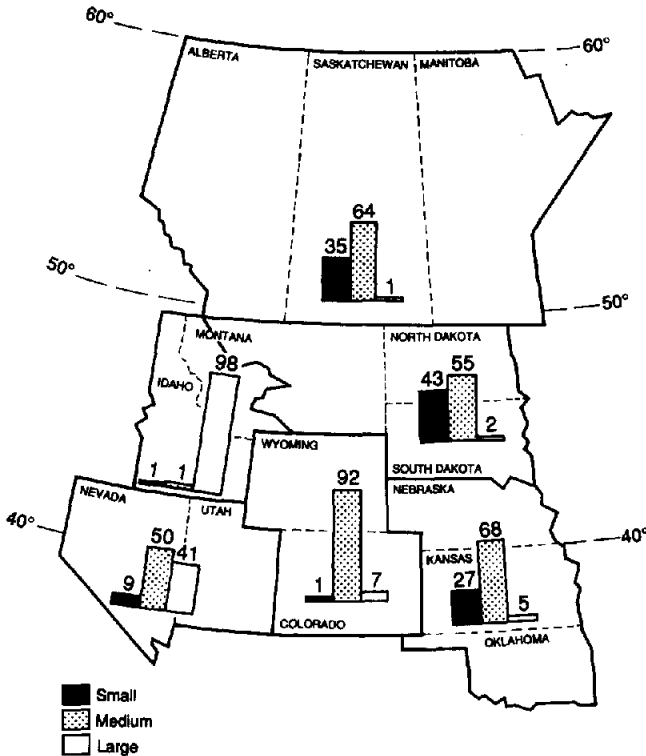 60°
60°
ALBERTA
SASKATCHEWAN
MANITOBA
64
35
1
50°
50°
MONTANA
NORTH DAKOTA
98
55
43
IDAHO
2
WYOMING
1 1
92
SOUTH DAKOTA
NEBRASKA
NEVADA
UTAH
40°
40°
50
41
68
KANSAS
9
1
7
27
5
COLORADO
OKLAHOMA
Small
Medium
Large